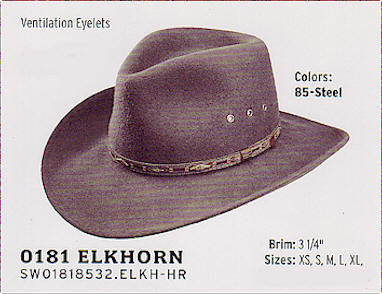 Ventilation Eyelets
Colors:
85-Steel
0181 ELKHORN
SW01818532.ELKH-HR
Brim: 3 1/4"
Sizes: XS, S, M, L, XL,